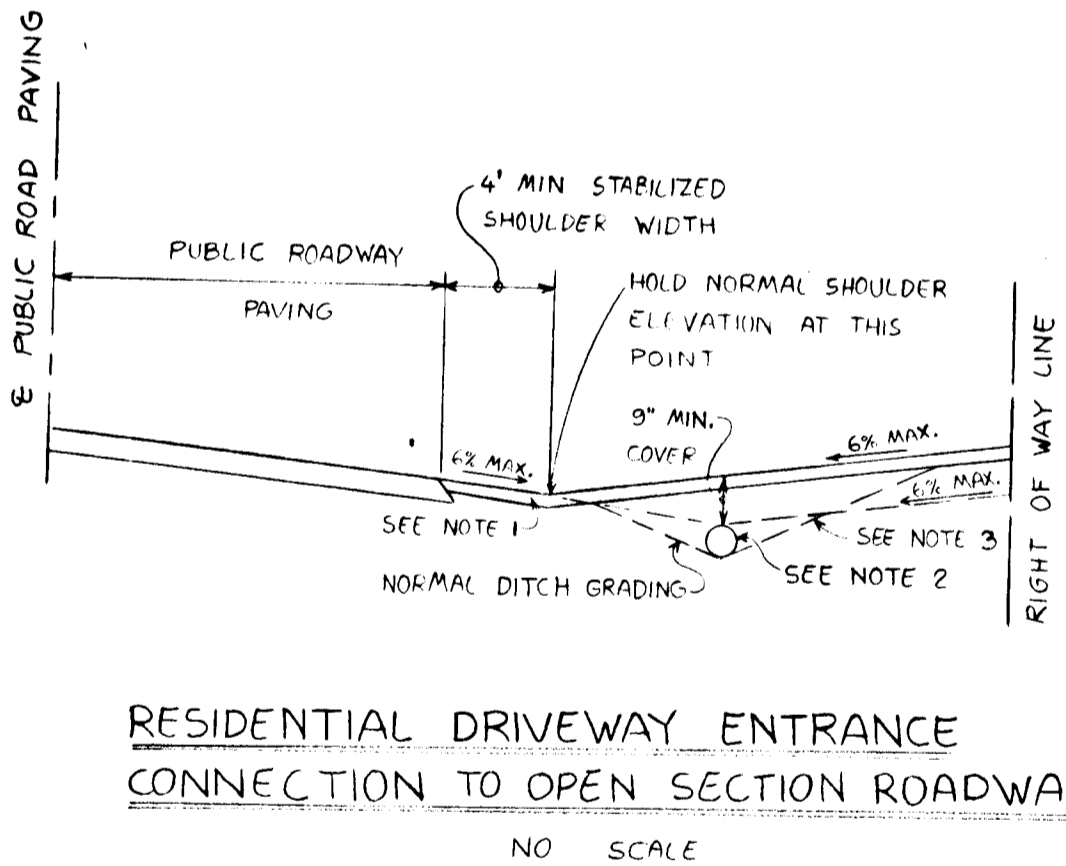 ℄ PUBLIC ROAD PAVING
4' MIN STABILIZED
SHOULDER WIDTH
PUBLIC ROADWAY
PAVING
HOLD NORMAL SHOULDER
ELEVATION AT THIS
POINT
9" MIN.
COVER
6% MAX.
6% MAX.
6% MAX.
SEE NOTE 1
SEE NOTE 3
SEE NOTE 2
NORMAL DITCH GRADING
RIGHT OF WAY LINE
RESIDENTIAL DRIVEWAY ENTRANCE
CONNECTION TO OPEN SECTION ROADWA
NO SCALE